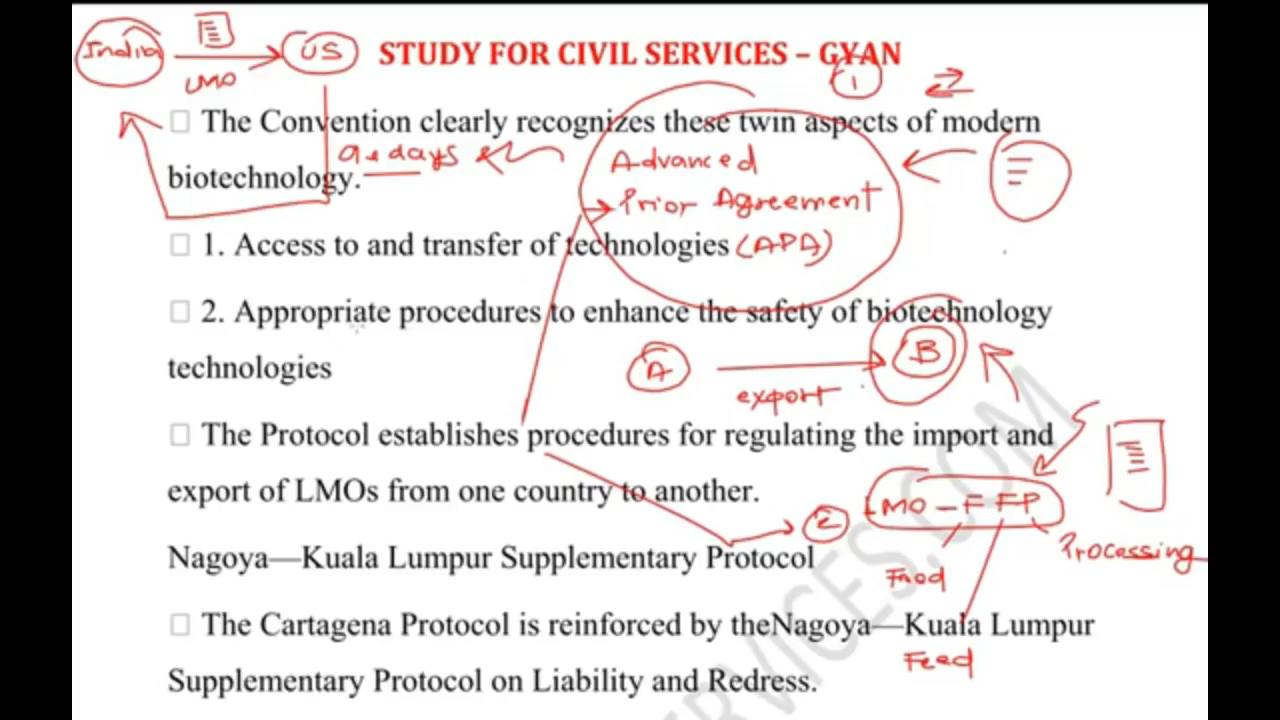 India
US
LMO
STUDY FOR CIVIL SERVICES – GYAN
1
The Convention clearly recognizes these twin aspects of modern
90 days
Advanced
biotechnology.
Prior Agreement
1. Access to and transfer of technologies (APA)
2. Appropriate procedures to enhance the safety of biotechnology
technologies
A
B
export
The Protocol establishes procedures for regulating the import and
export of LMOs from one country to another.
2
LMO – FFP
Nagoya—Kuala Lumpur Supplementary Protocol
Processing
Food
The Cartagena Protocol is reinforced by theNagoya—Kuala Lumpur
Feed
Supplementary Protocol on Liability and Redress.